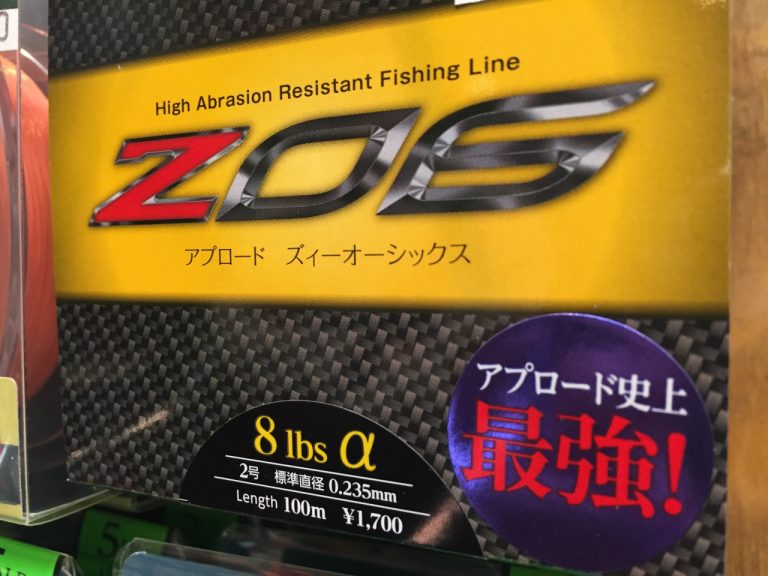 High Abrasion Resistant Fishing Line
ZO6
アプロード ズィーオーシックス
アプロード史上
最強!
8 lbs α
2号 標準直径 0.235mm
Length 100m ¥1,700
5